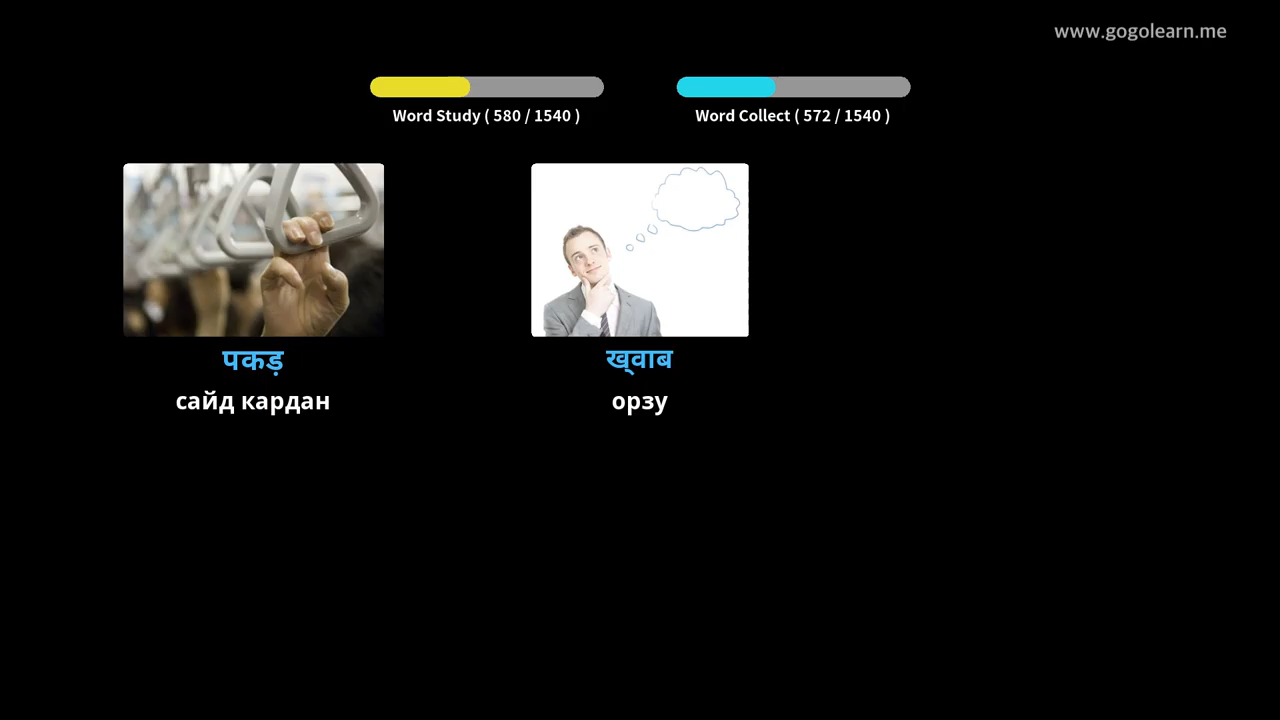 www.gogolearn.me
Word Study ( 580 / 1540 )
Word Collect ( 572 / 1540 )
पकड़
ख्वाब
сайд кардан
орзу